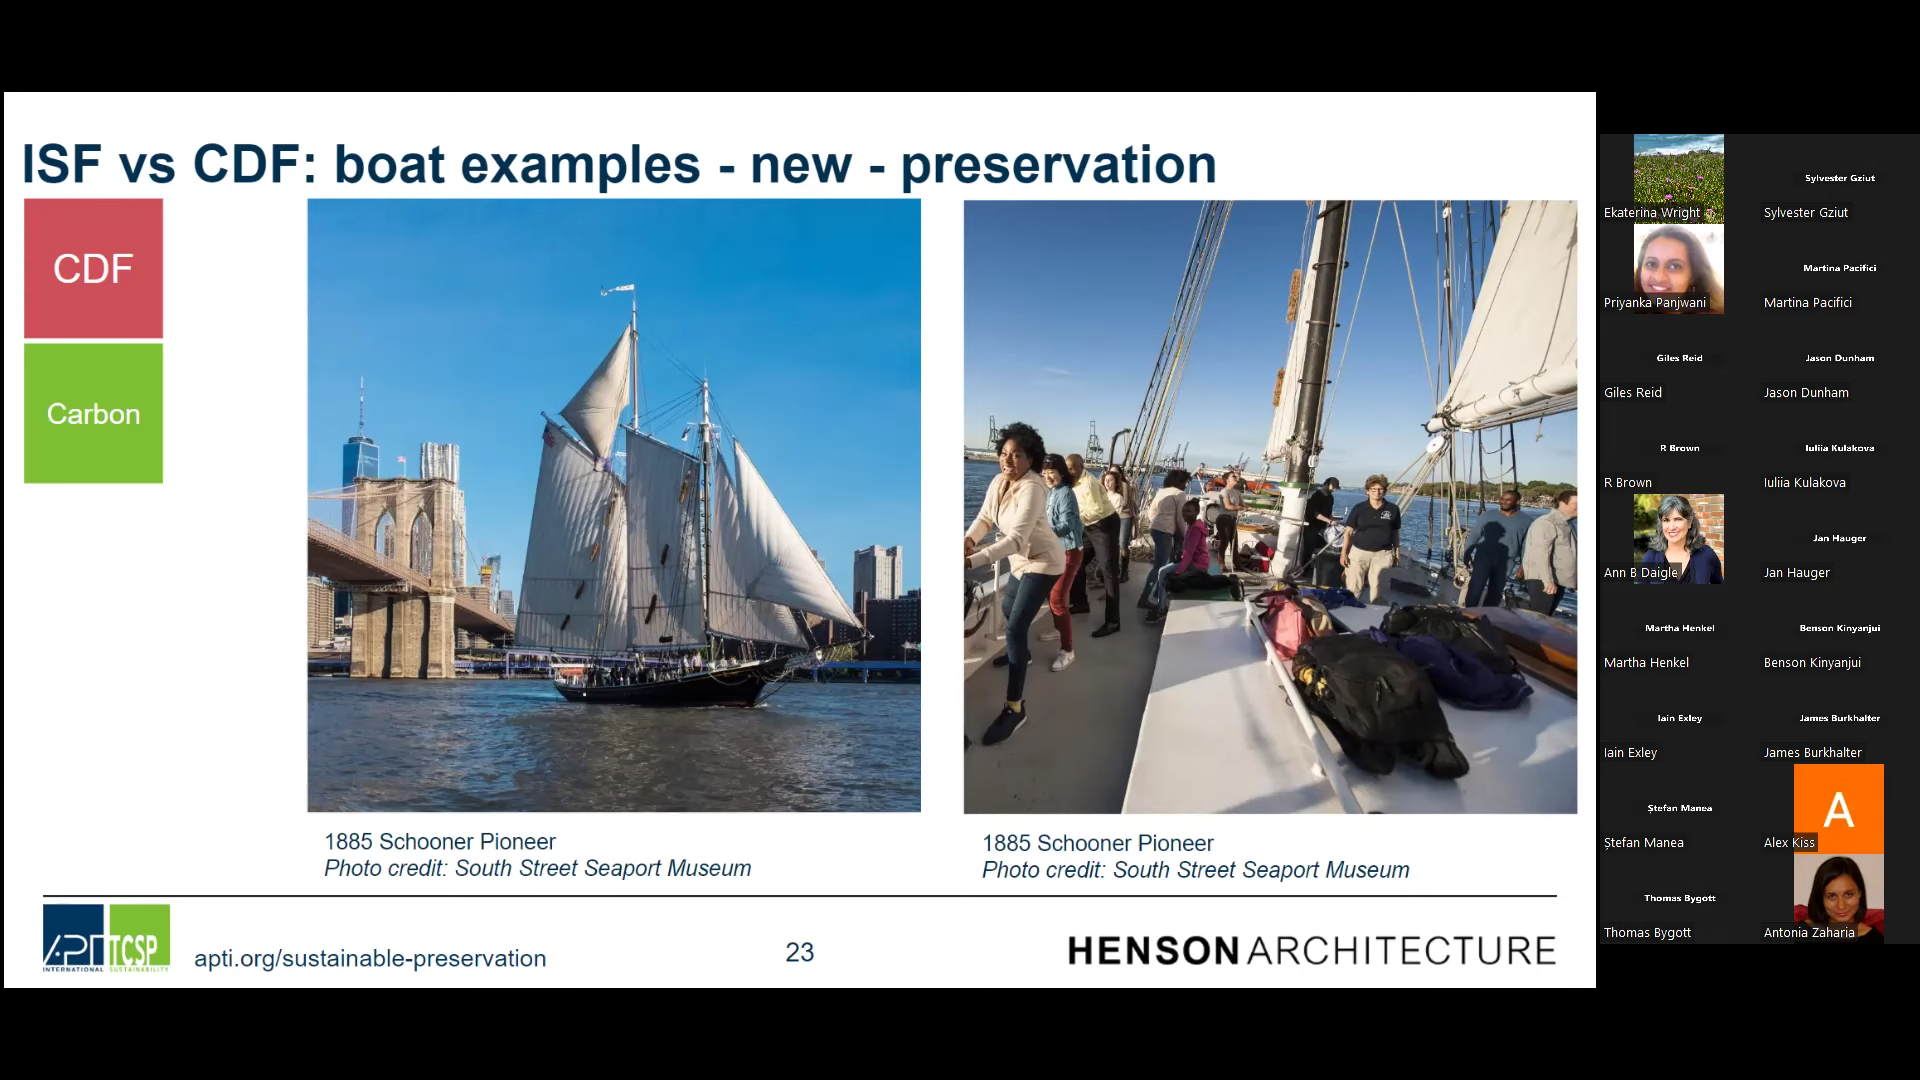 ISF vs CDF: boat examples - new - preservation
CDF
Carbon
1885 Schooner Pioneer
Photo credit: South Street Seaport Museum
1885 Schooner Pioneer
Photo credit: South Street Seaport Museum
APT TCSP
INTERNATIONAL SUSTAINABILITY
apti.org/sustainable-preservation
23
HENSON ARCHITECTURE
Ekaterina Wright
Sylvester Gziut
Sylvester Gziut
Priyanka Panjwani
Martina Pacifici
Martina Pacifici
Giles Reid
Giles Reid
Jason Dunham
Jason Dunham
R Brown
R Brown
Iuliia Kulakova
Iuliia Kulakova
Ann B Daigle
Jan Hauger
Jan Hauger
Martha Henkel
Martha Henkel
Benson Kinyanjui
Benson Kinyanjui
Iain Exley
Iain Exley
James Burkhalter
James Burkhalter
Ștefan Manea
Ștefan Manea
A
Alex Kiss
Thomas Bygott
Thomas Bygott
Antonia Zaharia